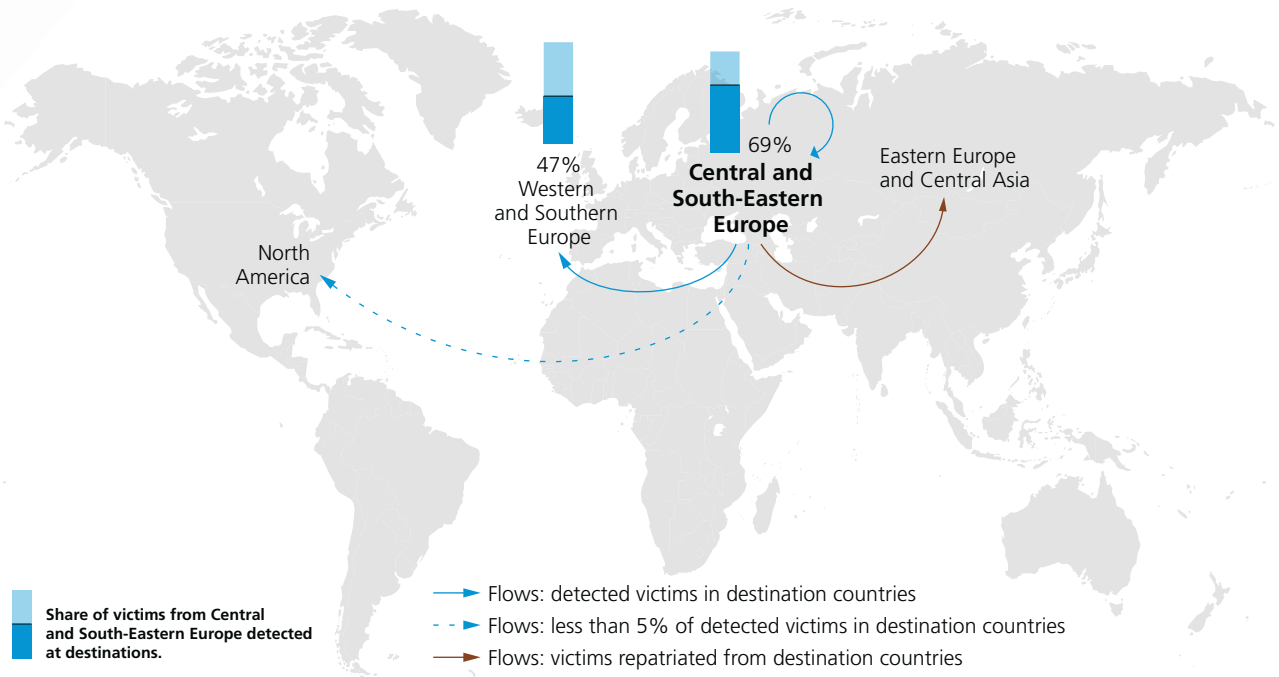 69%
Central and
South-Eastern
Europe
47%
Western
and Southern
Europe
Eastern Europe
and Central Asia
North
America
Share of victims from Central
and South-Eastern Europe detected
at destinations.
Flows: detected victims in destination countries
Flows: less than 5% of detected victims in destination countries
Flows: victims repatriated from destination countries